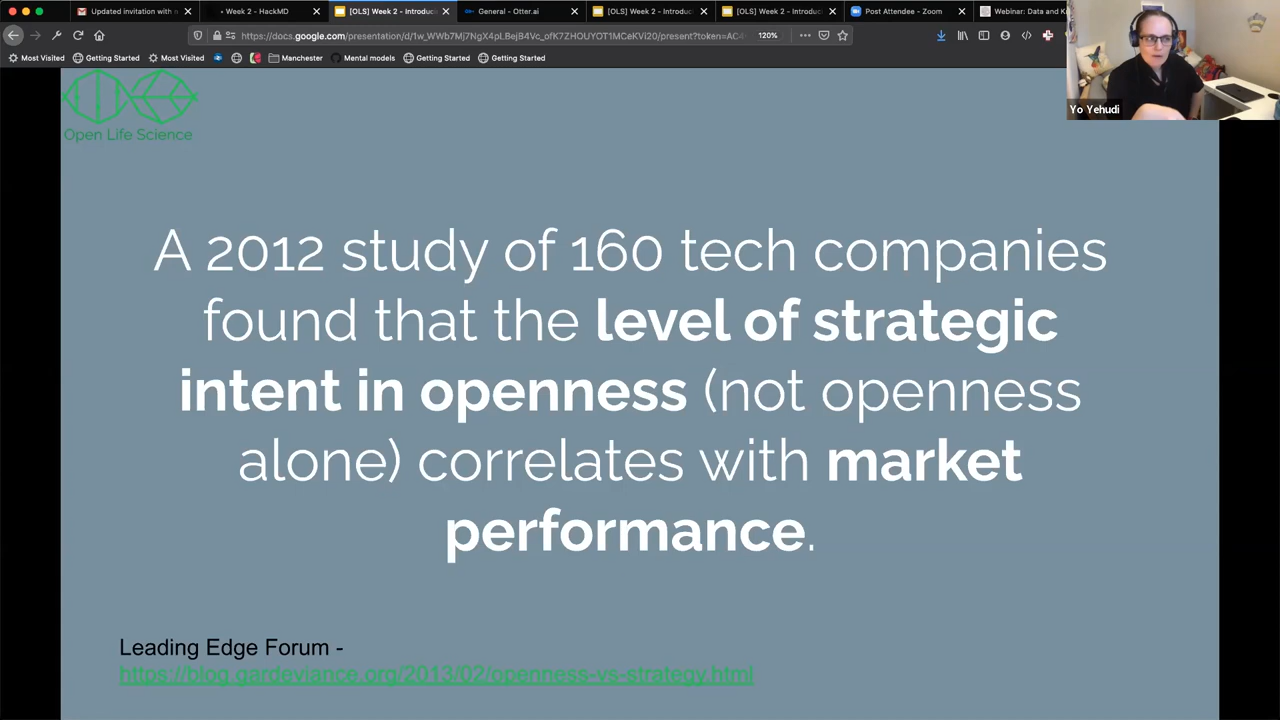 Updated invitation with n
Week 2 - HackMD
[OLS] Week 2 - Introduc
General - Otter.ai
[OLS] Week 2 - Introduc
[OLS] Week 2 - Introduc
Post Attendee - Zoom
Webinar: Data and K
120%
Most Visited
Getting Started
Most Visited
Manchester
Mental models
Getting Started
Getting Started
Yo Yehudi
Open Life Science
A 2012 study of 160 tech companies
found that the level of strategic
intent in openness (not openness
alone) correlates with market
performance.
Leading Edge Forum -
https://blog.gardeviance.org/2013/02/openness-vs-strategy.html